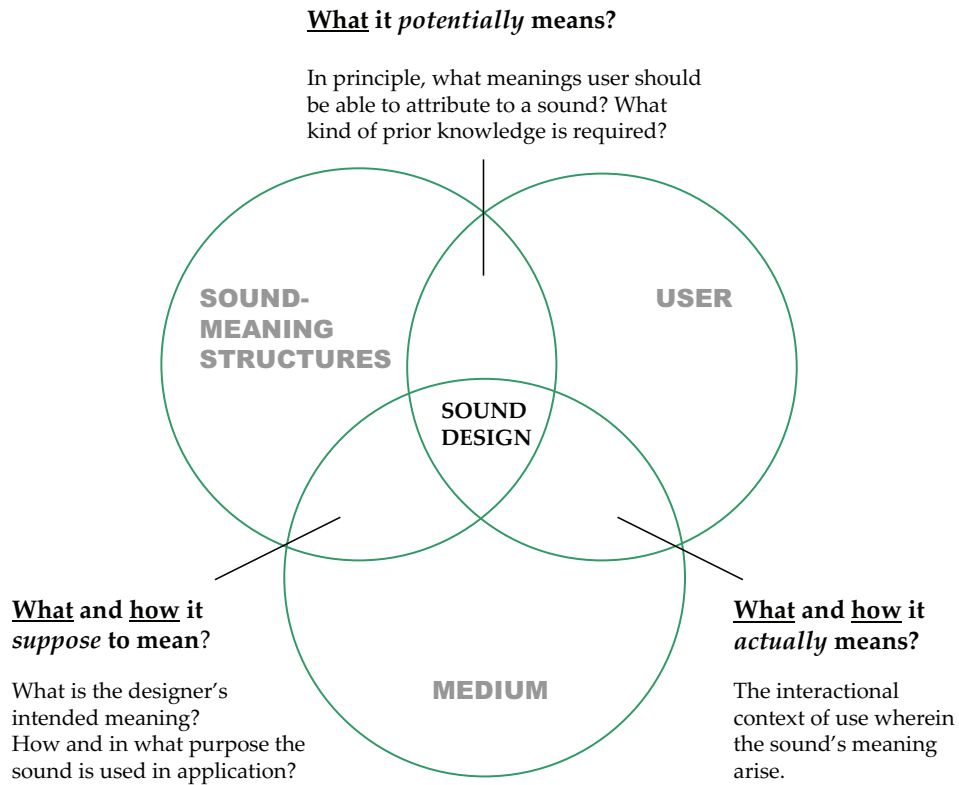 What it potentially means?
In principle, what meanings user should
be able to attribute to a sound? What
kind of prior knowledge is required?
SOUND-
MEANING
STRUCTURES
USER
SOUND
DESIGN
What and how it
suppose to mean?
What is the designer's
intended meaning?
How and in what purpose the
sound is used in application?
MEDIUM
What and how it
actually means?
The interactional
context of use wherein
the sound's meaning
arise.